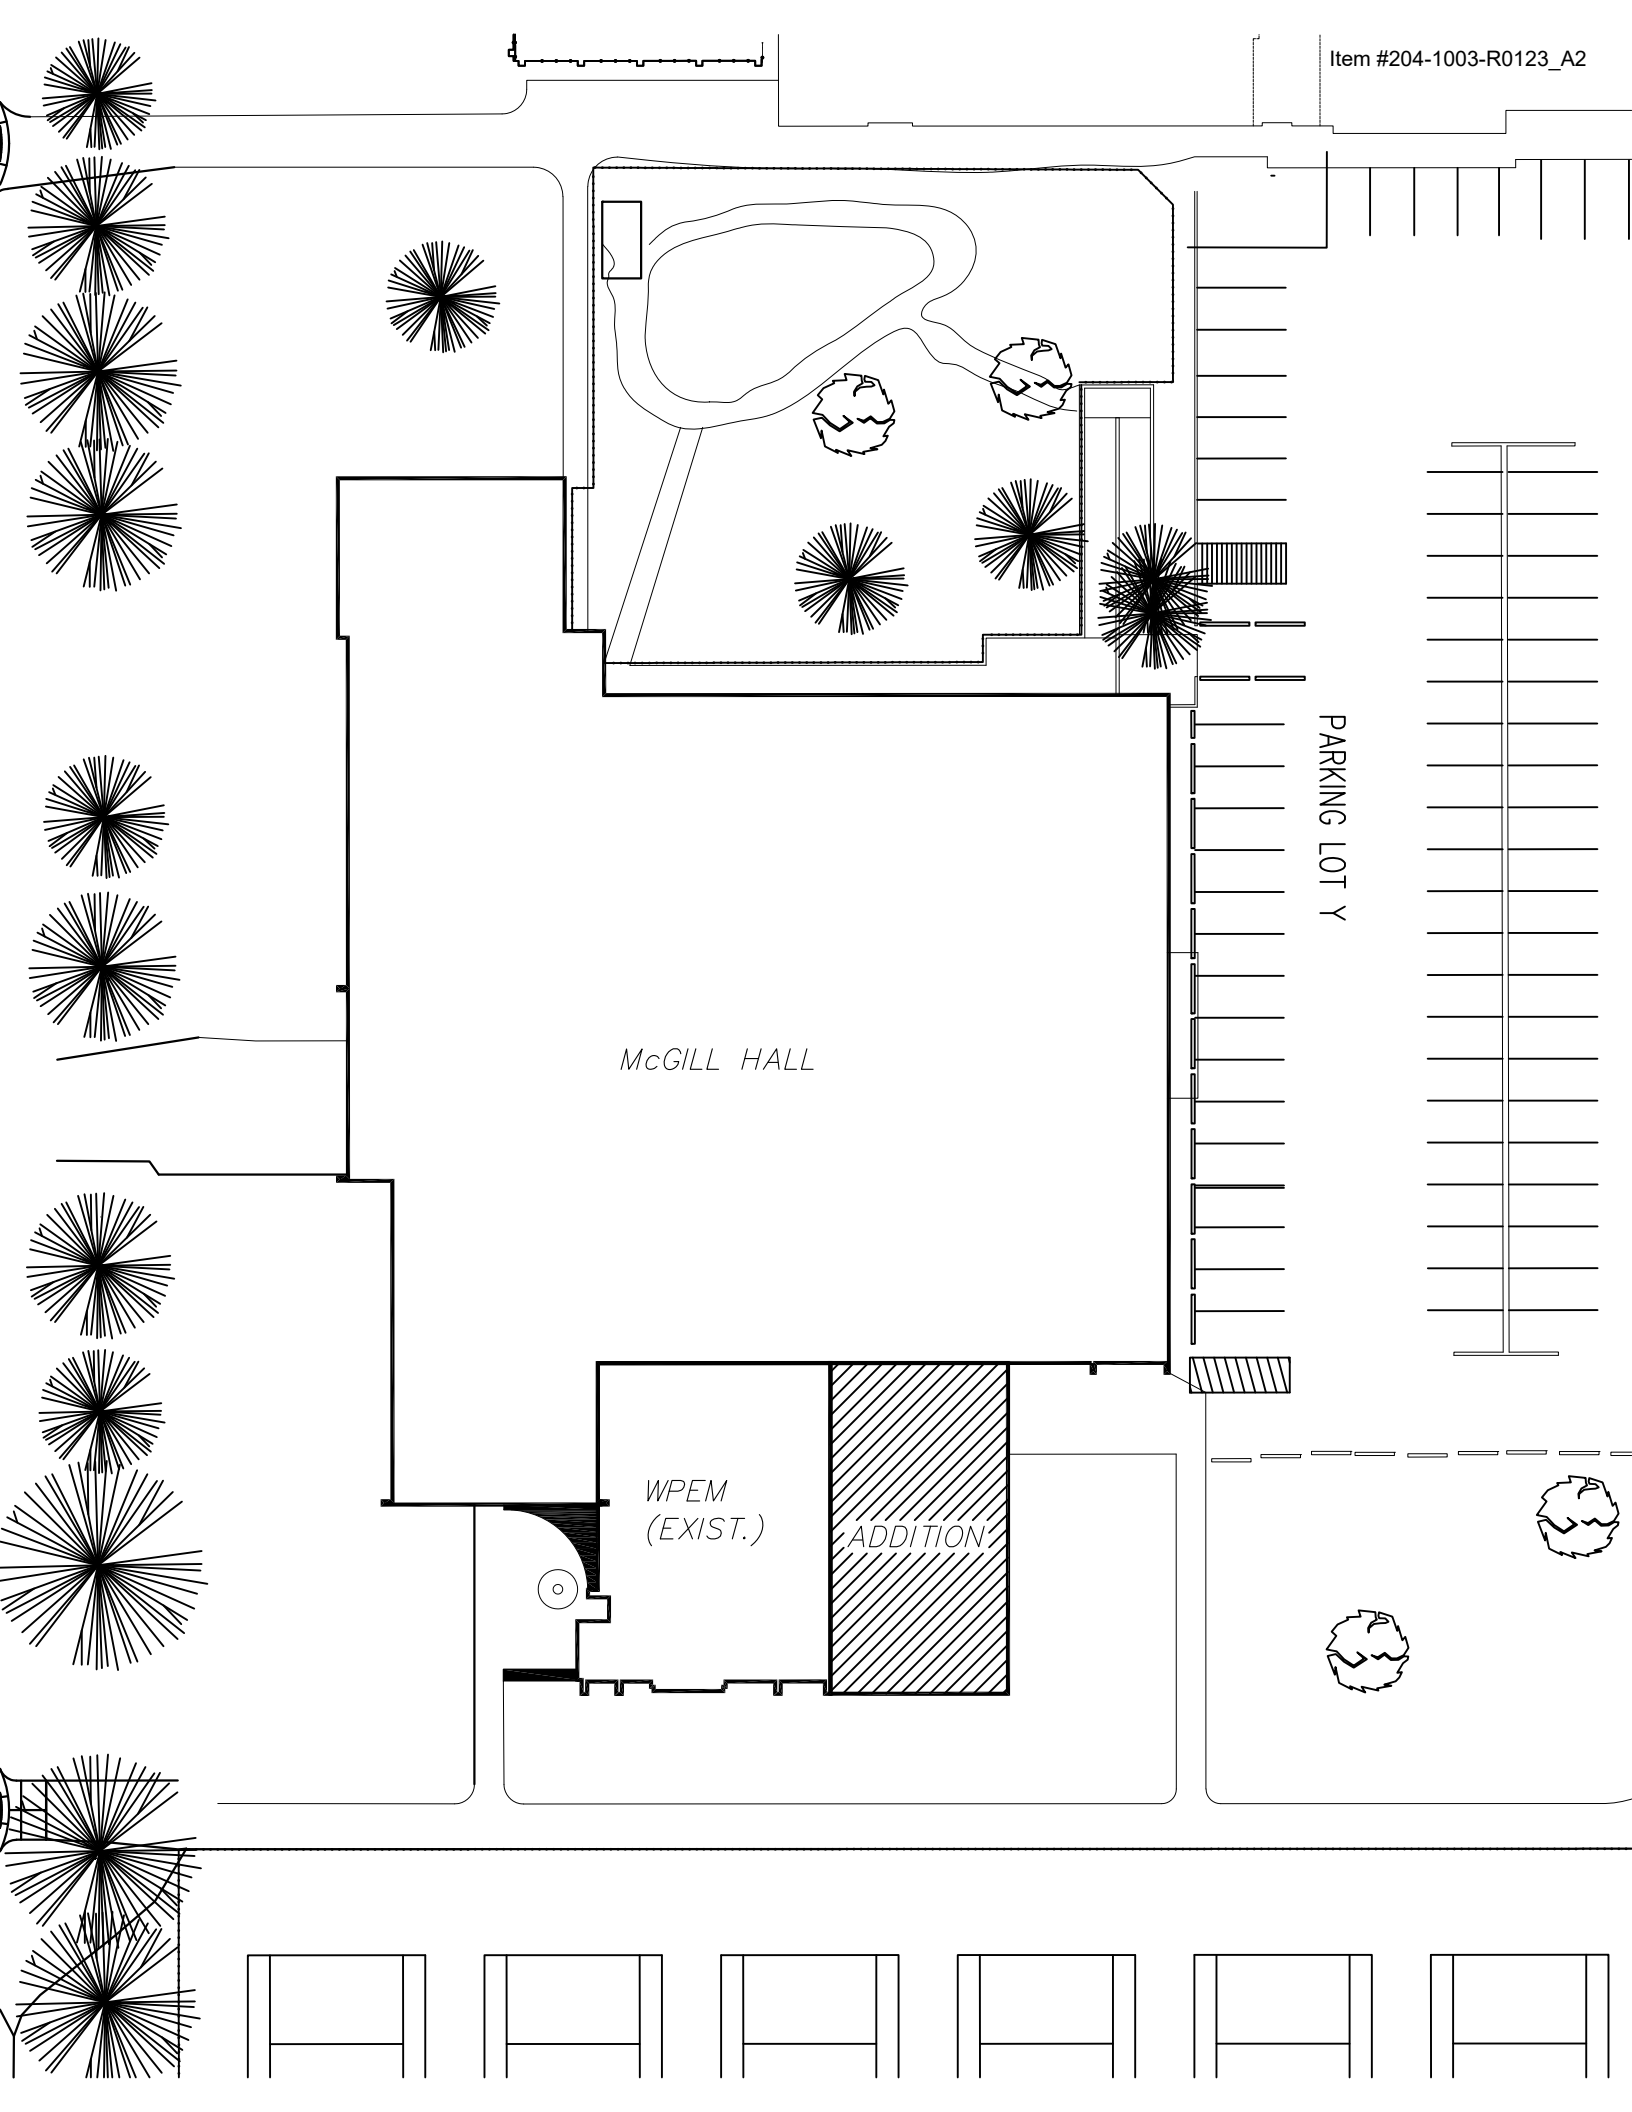 Item #204-1003-R0123_A2
PARKING LOT Y
McGILL HALL
WPEM
(EXIST.)
ADDITION